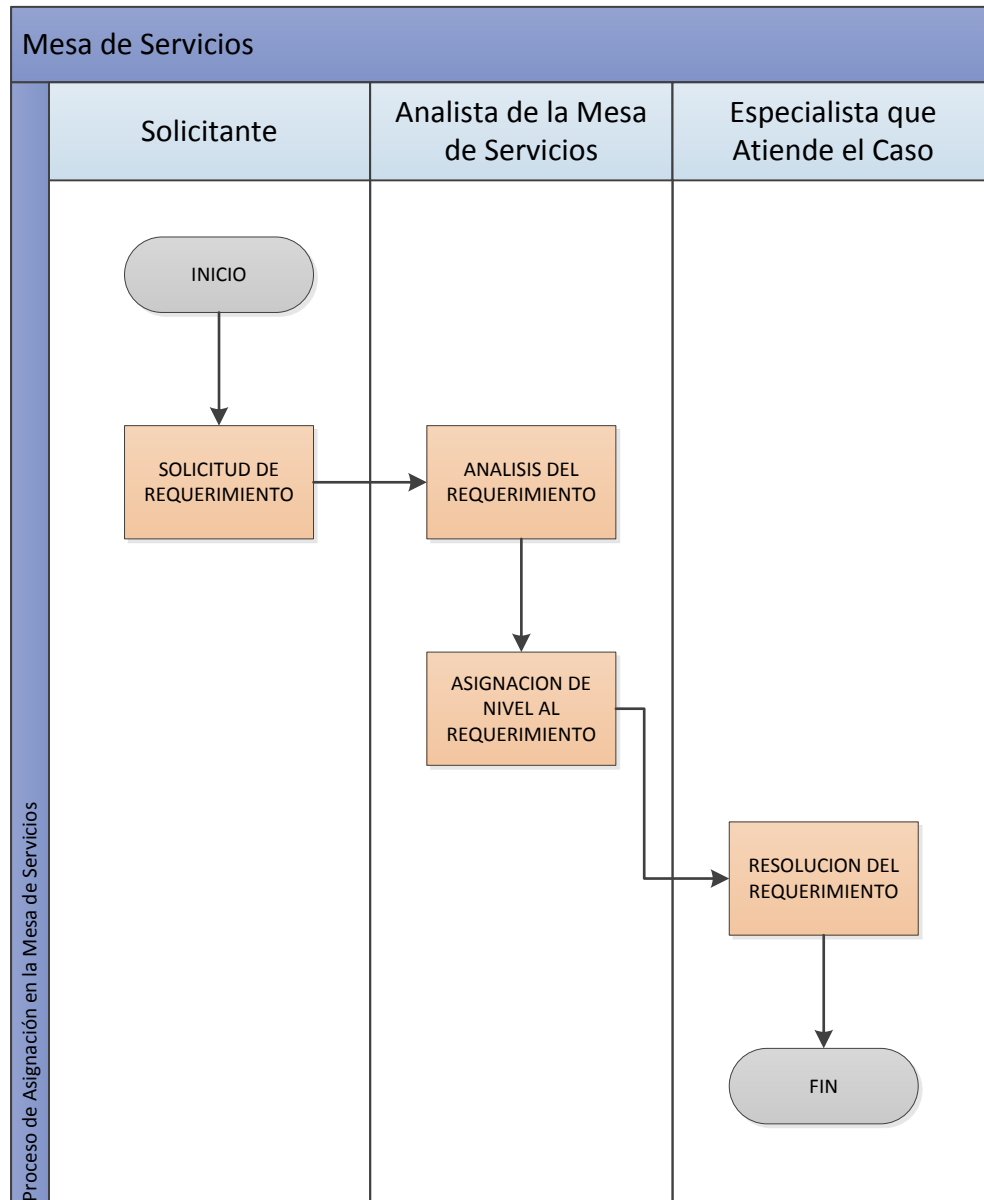 Mesa de Servicios
Solicitante
Analista de la Mesa
de Servicios
Especialista que
Atiende el Caso
INICIO
SOLICITUD DE
REQUERIMIENTO
ANALISIS DEL
REQUERIMIENTO
ASIGNACION DE
NIVEL AL
REQUERIMIENTO
RESOLUCION DEL
REQUERIMIENTO
FIN
Proceso de Asignación en la Mesa de Servicios